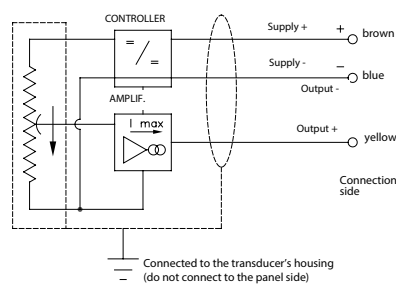 CONTROLLER
=
=
Supply +
+
brown
Supply -
–
blue
Output -
AMPLIF.
I max
Output +
yellow
Connection
side
Connected to the transducer's housing
(do not connect to the panel side)